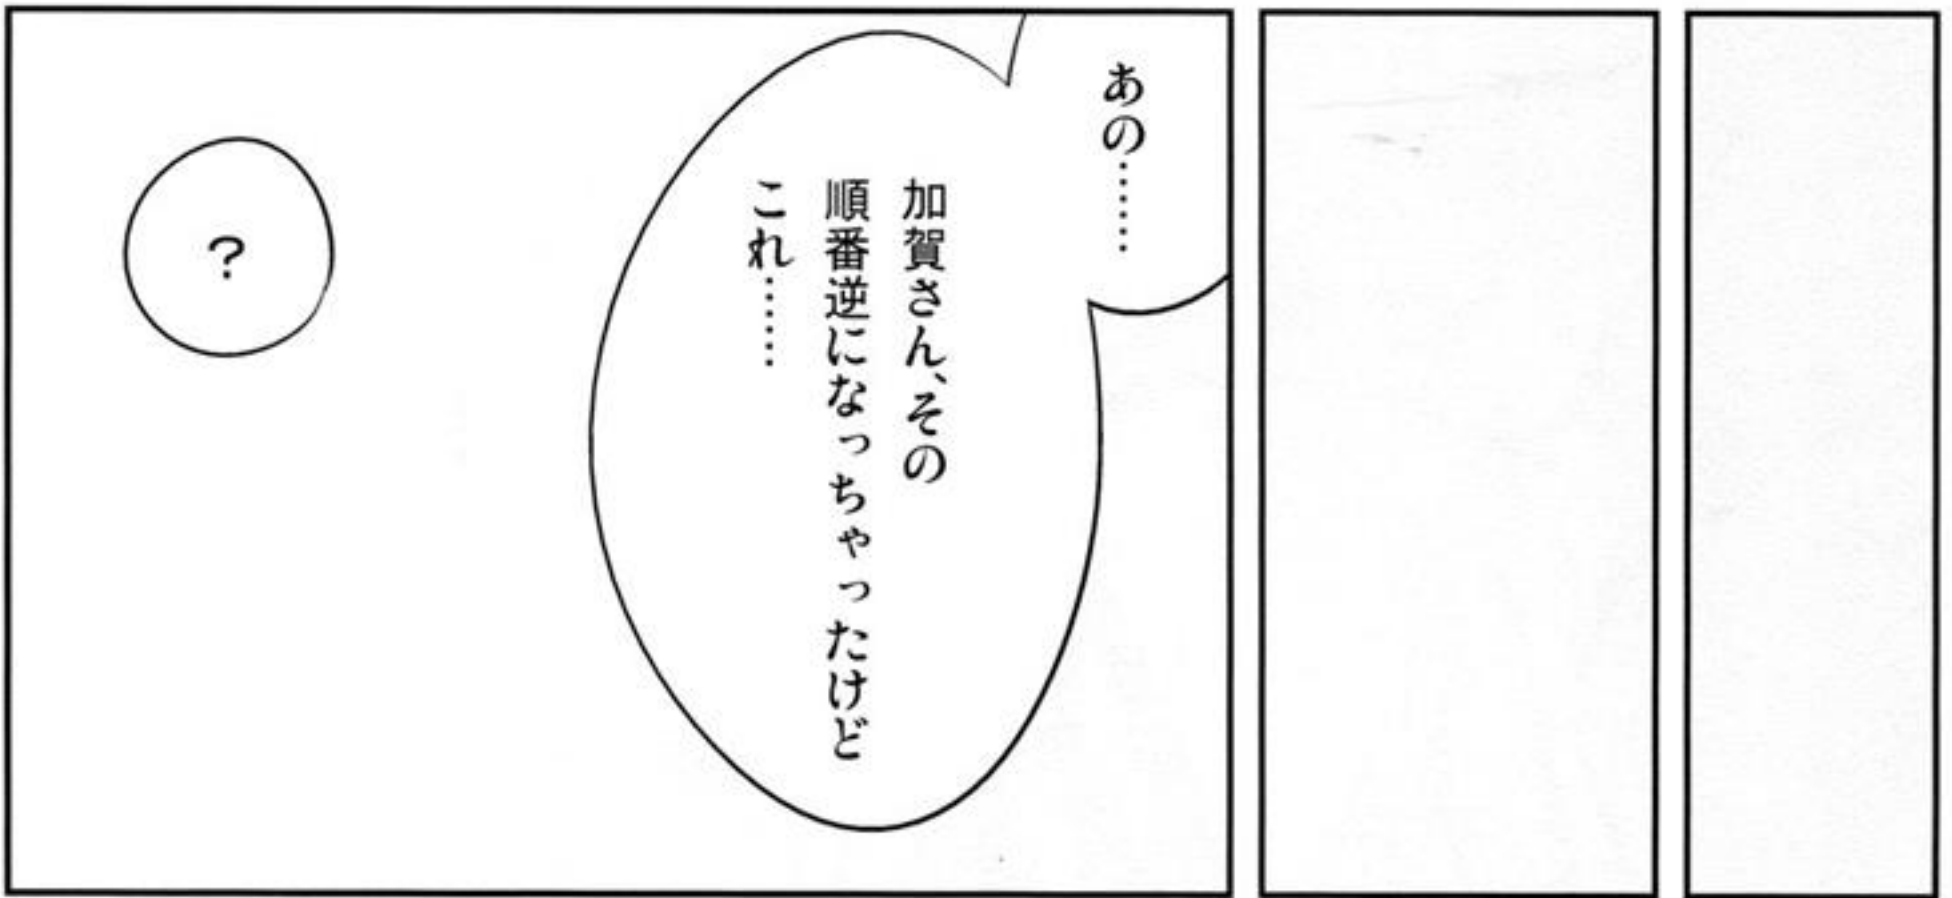 あの……
加賀さん、その
順番逆になっちゃったけど
これ……
？